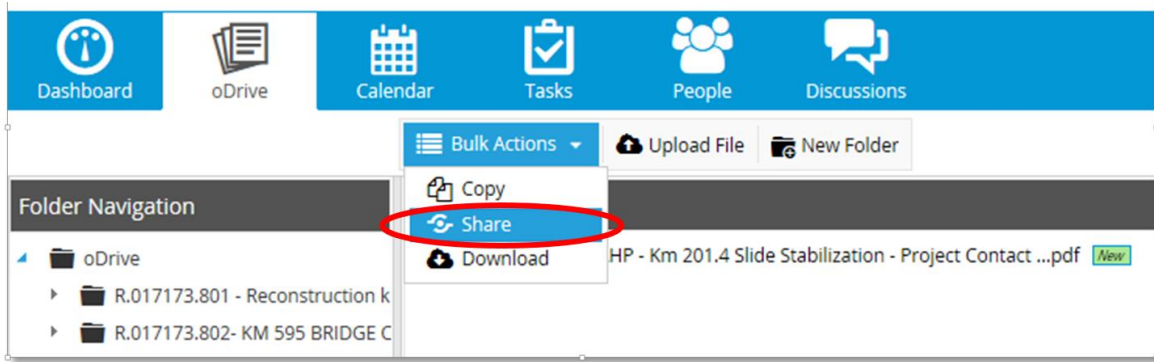 Dashboard oDrive Calendar Tasks People Discussions
Bulk Actions Upload File New Folder
Copy
Folder Navigation
Share
oDrive
Download HP - Km 201.4 Slide Stabilization - Project Contact ...pdf New
R.017173.801 - Reconstruction k
R.017173.802- KM 595 BRIDGE C